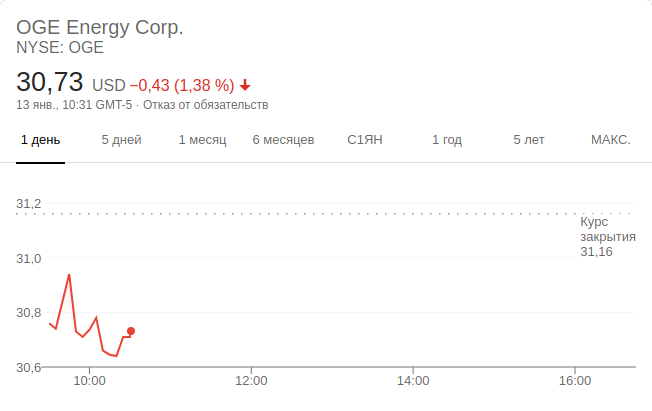 OGE Energy Corp.
NYSE: OGE
30,73 USD −0,43 (1,38 %)
13 янв., 10:31 GMT-5 · Отказ от обязательств
1 день 5 дней 1 месяц 6 месяцев С1ЯН 1 год 5 лет МАКС.
31,2
Курс
закрытия
31,16
31,0
30,8
30,6
10:00 12:00 14:00 16:00